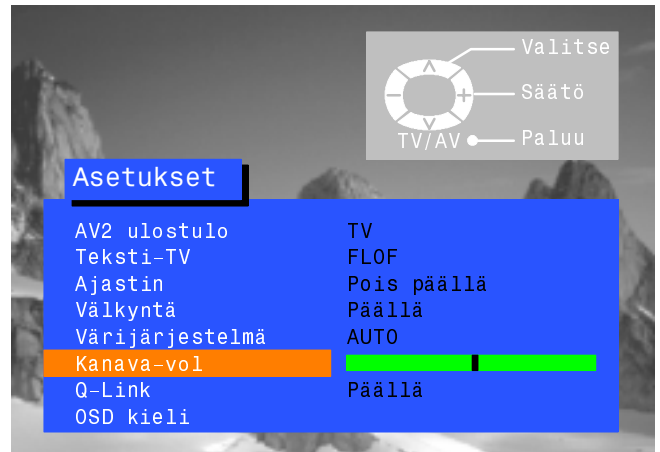 Valitse
Säätö
TV/AV Paluu
Asetukset
AV2 ulostulo TV
Teksti-TV FLOF
Ajastin Pois päällä
Välkyntä Päällä
Värijärjestelmä AUTO
Kanava-vol
Q-Link Päällä
OSD kieli